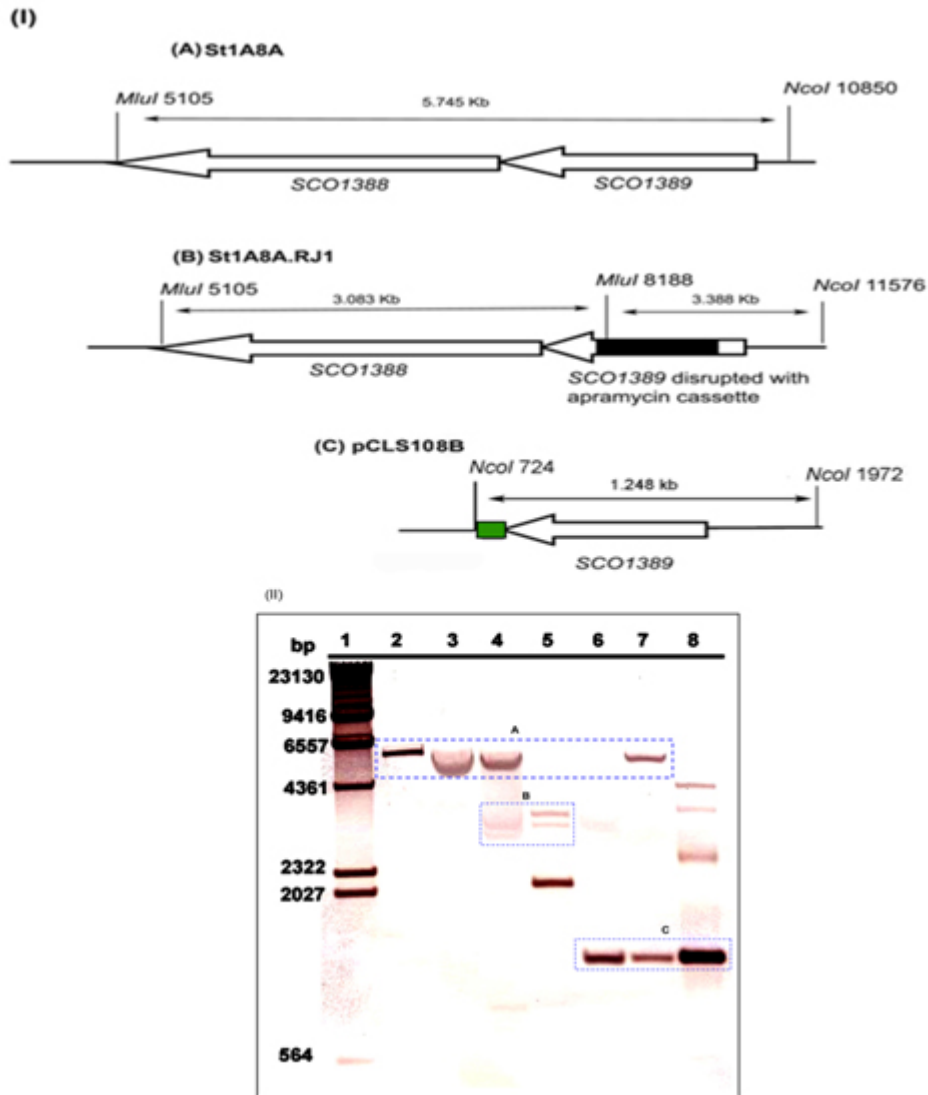 (I)
(A) St1A8A
MluI 5105
5.745 Kb
NcoI 10850
SCO1388
SCO1389
(B) St1A8A.RJ1
MluI 5105
3.083 Kb
MluI 8188
3.388 Kb
NcoI 11576
SCO1388
SCO1389 disrupted with
apramycin cassette
(C) pCLS108B
NcoI 724
1.248 kb
NcoI 1972
SCO1389
(II)
bp 1 2 3 4 5 6 7 8
23130
9416
A
6557
4361
B
2322
2027
C
564